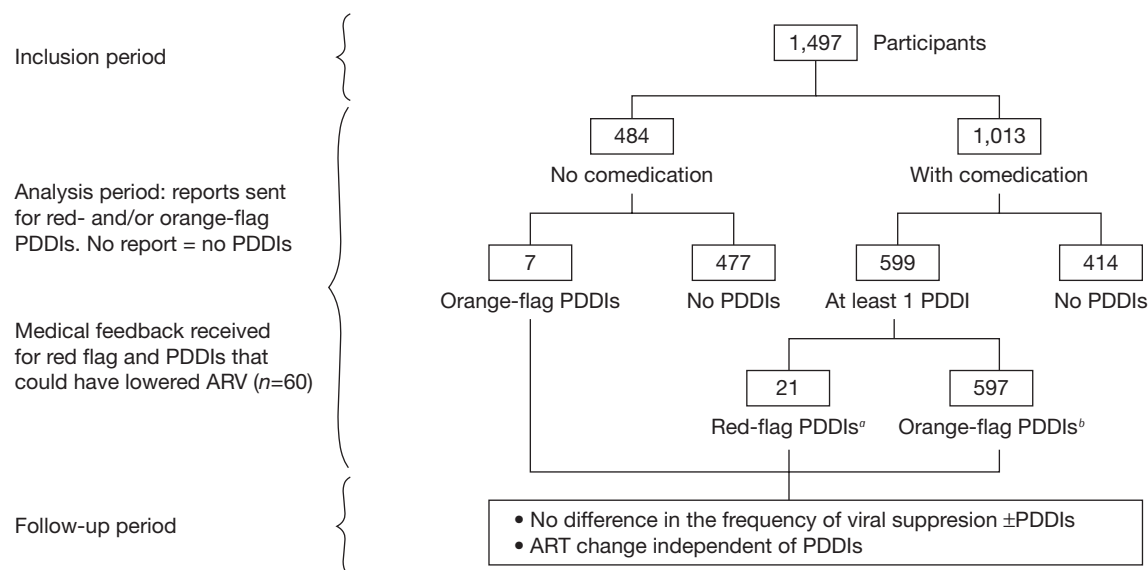 Inclusion period
1,497 Participants
484
1,013
No comedication
With comedication
Analysis period: reports sent
for red- and/or orange-flag
PDDIs. No report = no PDDIs
7
477
599
414
Orange-flag PDDIs
No PDDIs
At least 1 PDDI
No PDDIs
Medical feedback received
for red flag and PDDIs that
could have lowered ARV (n=60)
21
597
Red-flag PDDIsᵃ
Orange-flag PDDIsᵇ
Follow-up period
• No difference in the frequency of viral suppresion ±PDDIs
• ART change independent of PDDIs